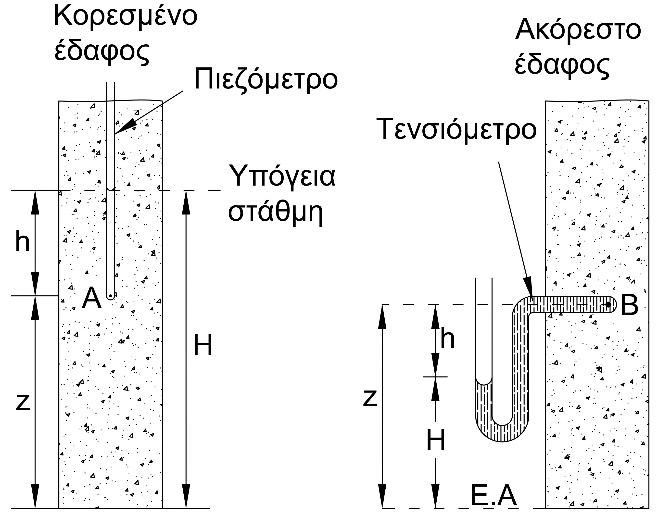 Κορεσμένο
έδαφος
Πιεζόμετρο
Υπόγεια
στάθμη
h
A
H
z
Ακόρεστο
έδαφος
Τενσιόμετρο
B
h
z
H
E.A